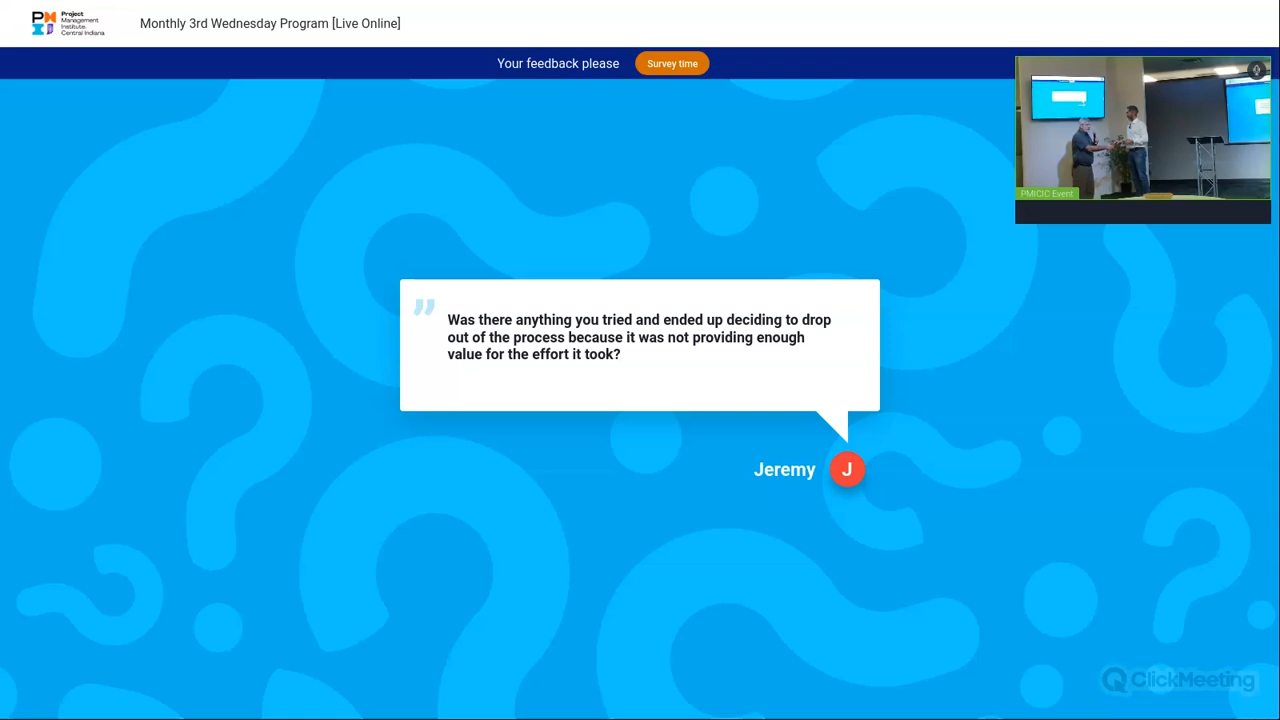 Project
Management
Institute.
Central Indiana
Monthly 3rd Wednesday Program [Live Online]
Your feedback please
Survey time
PMICIC Event
Was there anything you tried and ended up deciding to drop
out of the process because it was not providing enough
value for the effort it took?
Jeremy
J
ClickMeeting